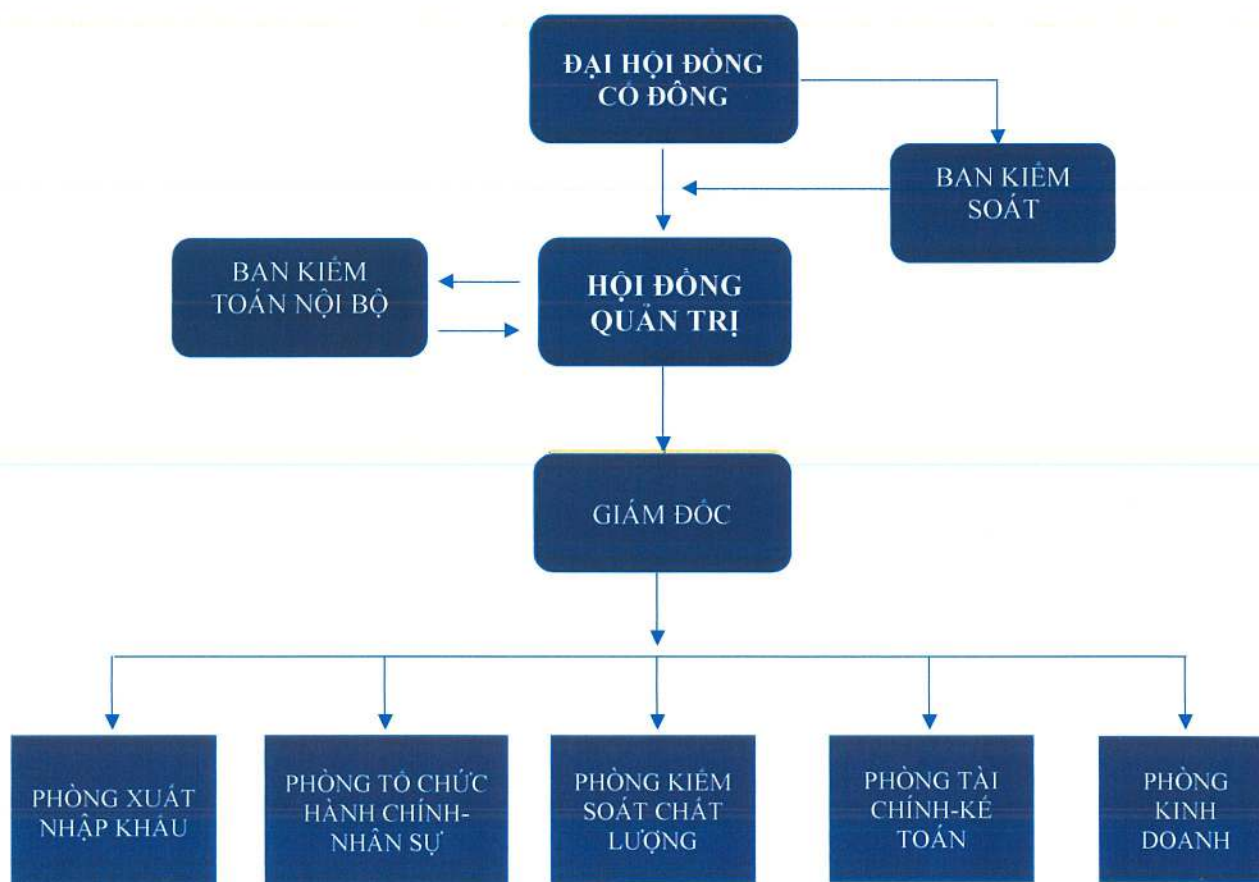 ĐẠI HỘI ĐỒNG
CỔ ĐÔNG
BAN KIỂM
SOÁT
BAN KIỂM
TOÁN NỘI BỘ
HỘI ĐỒNG
QUẢN TRỊ
GIÁM ĐỐC
PHÒNG XUẤT
NHẬP KHẨU
PHÒNG TỔ CHỨC
HÀNH CHÍNH-
NHÂN SỰ
PHÒNG KIỂM
SOÁT CHẤT
LƯỢNG
PHÒNG TÀI
CHÍNH-KẾ
TOÁN
PHÒNG
KINH
DOANH